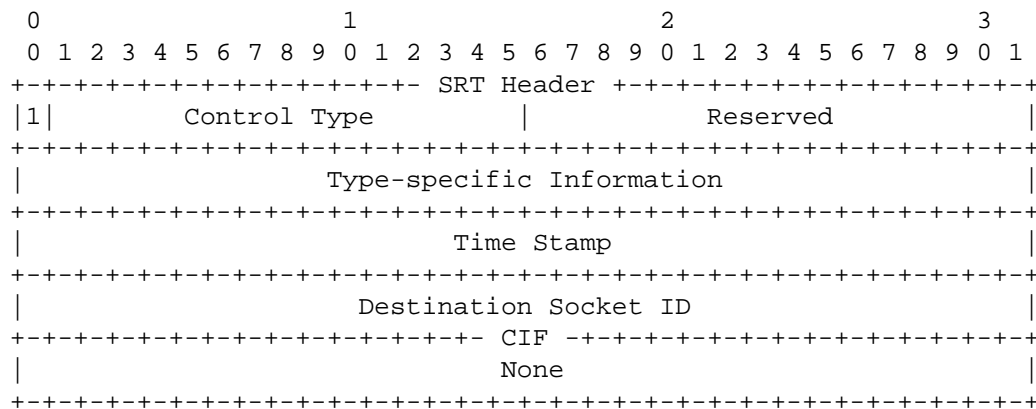 0                   1                   2                   3
 0 1 2 3 4 5 6 7 8 9 0 1 2 3 4 5 6 7 8 9 0 1 2 3 4 5 6 7 8 9 0 1
+-+-+-+-+-+-+-+-+-+-+-+-+- SRT Header +-+-+-+-+-+-+-+-+-+-+-+-+-+
|1|        Control Type         |           Reserved            |
+-+-+-+-+-+-+-+-+-+-+-+-+-+-+-+-+-+-+-+-+-+-+-+-+-+-+-+-+-+-+-+-+
|                   Type-specific Information                   |
+-+-+-+-+-+-+-+-+-+-+-+-+-+-+-+-+-+-+-+-+-+-+-+-+-+-+-+-+-+-+-+-+
|                           Time Stamp                          |
+-+-+-+-+-+-+-+-+-+-+-+-+-+-+-+-+-+-+-+-+-+-+-+-+-+-+-+-+-+-+-+-+
|                     Destination Socket ID                     |
+-+-+-+-+-+-+-+-+-+-+-+-+-+-+- CIF -+-+-+-+-+-+-+-+-+-+-+-+-+-+-+
|                              None                             |
+-+-+-+-+-+-+-+-+-+-+-+-+-+-+-+-+-+-+-+-+-+-+-+-+-+-+-+-+-+-+-+-+